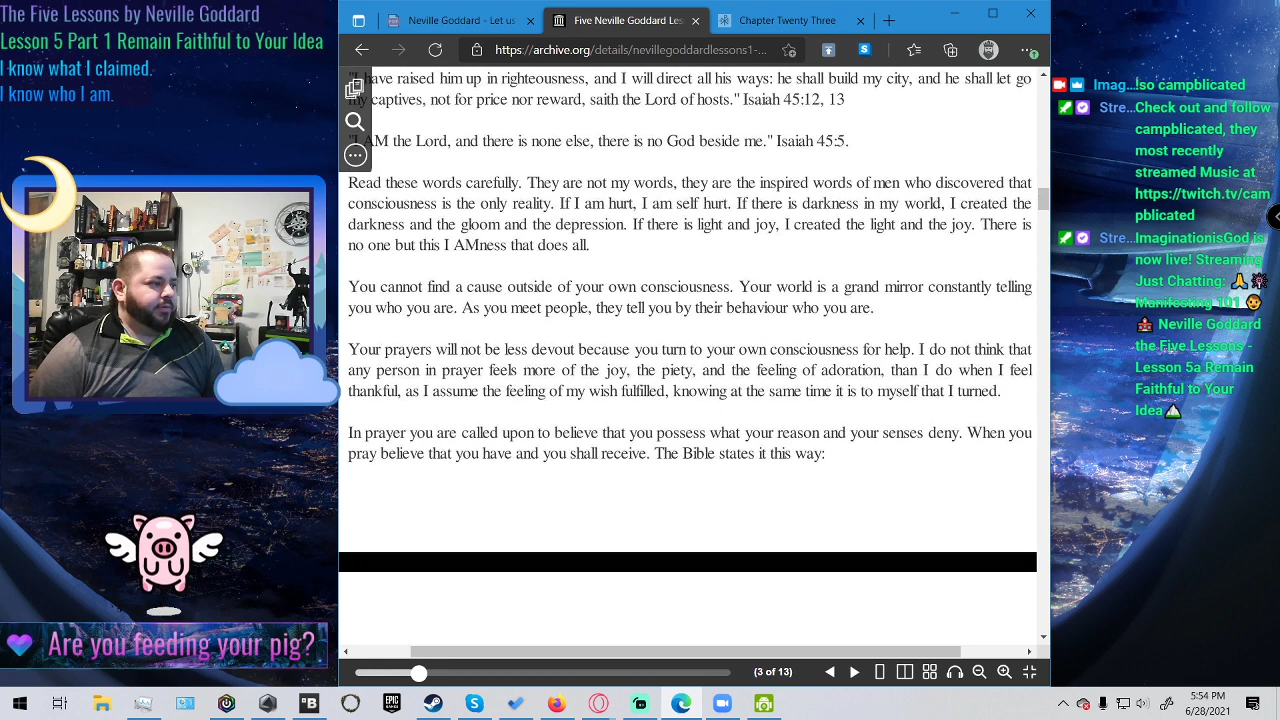 The Five Lessons by Neville Goddard
Lesson 5 Part 1 Remain Faithful to Your Idea
I know what I claimed.
I know who I am.
Neville Goddard - Let us
Five Neville Goddard Les
Chapter Twenty Three
https://archive.org/details/nevillegoddardlessons1-...
"I have raised him up in righteousness, and I will direct all his ways: he shall build my city, and he shall let go
my captives, not for price nor reward, saith the Lord of hosts." Isaiah 45:12, 13
"I AM the Lord, and there is none else, there is no God beside me." Isaiah 45:5.
Read these words carefully. They are not my words, they are the inspired words of men who discovered that
consciousness is the only reality. If I am hurt, I am self hurt. If there is darkness in my world, I created the
darkness and the gloom and the depression. If there is light and joy, I created the light and the joy. There is
no one but this I AMness that does all.
You cannot find a cause outside of your own consciousness. Your world is a grand mirror constantly telling
you who you are. As you meet people, they tell you by their behaviour who you are.
Your prayers will not be less devout because you turn to your own consciousness for help. I do not think that
any person in prayer feels more of the joy, the piety, and the feeling of adoration, than I do when I feel
thankful, as I assume the feeling of my wish fulfilled, knowing at the same time it is to myself that I turned.
In prayer you are called upon to believe that you possess what your reason and your senses deny. When you
pray believe that you have and you shall receive. The Bible states it this way:
(3 of 13)
Are you feeding your pig?
Imag... !so campblicated
Stre... Check out and follow
campblicated, they
most recently
streamed Music at
https://twitch.tv/cam
pblicated
Stre... ImaginationisGod is
now live! Streaming
Just Chatting: 🙏
Manifesting 101
Neville Goddard
the Five Lessons -
Lesson 5a Remain
Faithful to Your
Idea
EPIC GAMES
B
5:54 PM
6/28/2021